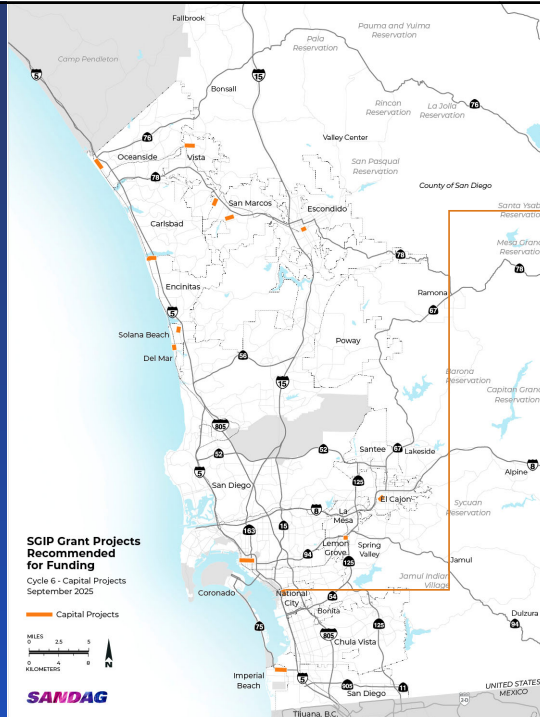 Fallbrook
Pauma and Yuima
Reservation
Pala
Reservation
Camp Pendleton
5
15
Bonsall
Rincon
Reservation
La Jolla
Reservation
76
76
Valley Center
Oceanside
Vista
San Pasqual
Reservation
78
County of San Diego
San Marcos
Escondido
Santa Ysab
Reservatio
Carlsbad
Mesa Grand
Reservatio
78
78
Encinitas
Ramona
67
5
Solana Beach
Poway
Del Mar
56
Barona
Reservation
15
Capitan Grand
Reservation
805
52
52
Santee
67
Lakeside
5
Alpine
8
San Diego
125
El Cajon
Sycuan
Reservation
8
La
Mesa
163
15
SGIP Grant Projects
Recommended
for Funding
Cycle 6 - Capital Projects
September 2025
Capital Projects
94
Lemon
Grove
Spring
Valley
125
Jamul
Jamul Indian
Village
Coronado
National
City
54
Bonita
Dulzura
94
75
805
125
Chula Vista
MILES
0 2.5 5
0 4 8
KILOMETERS
N
Imperial
Beach
5
905
San Diego
11
UNITED STATES
MEXICO
2-D
SANDAG
Tijuana, B.C.